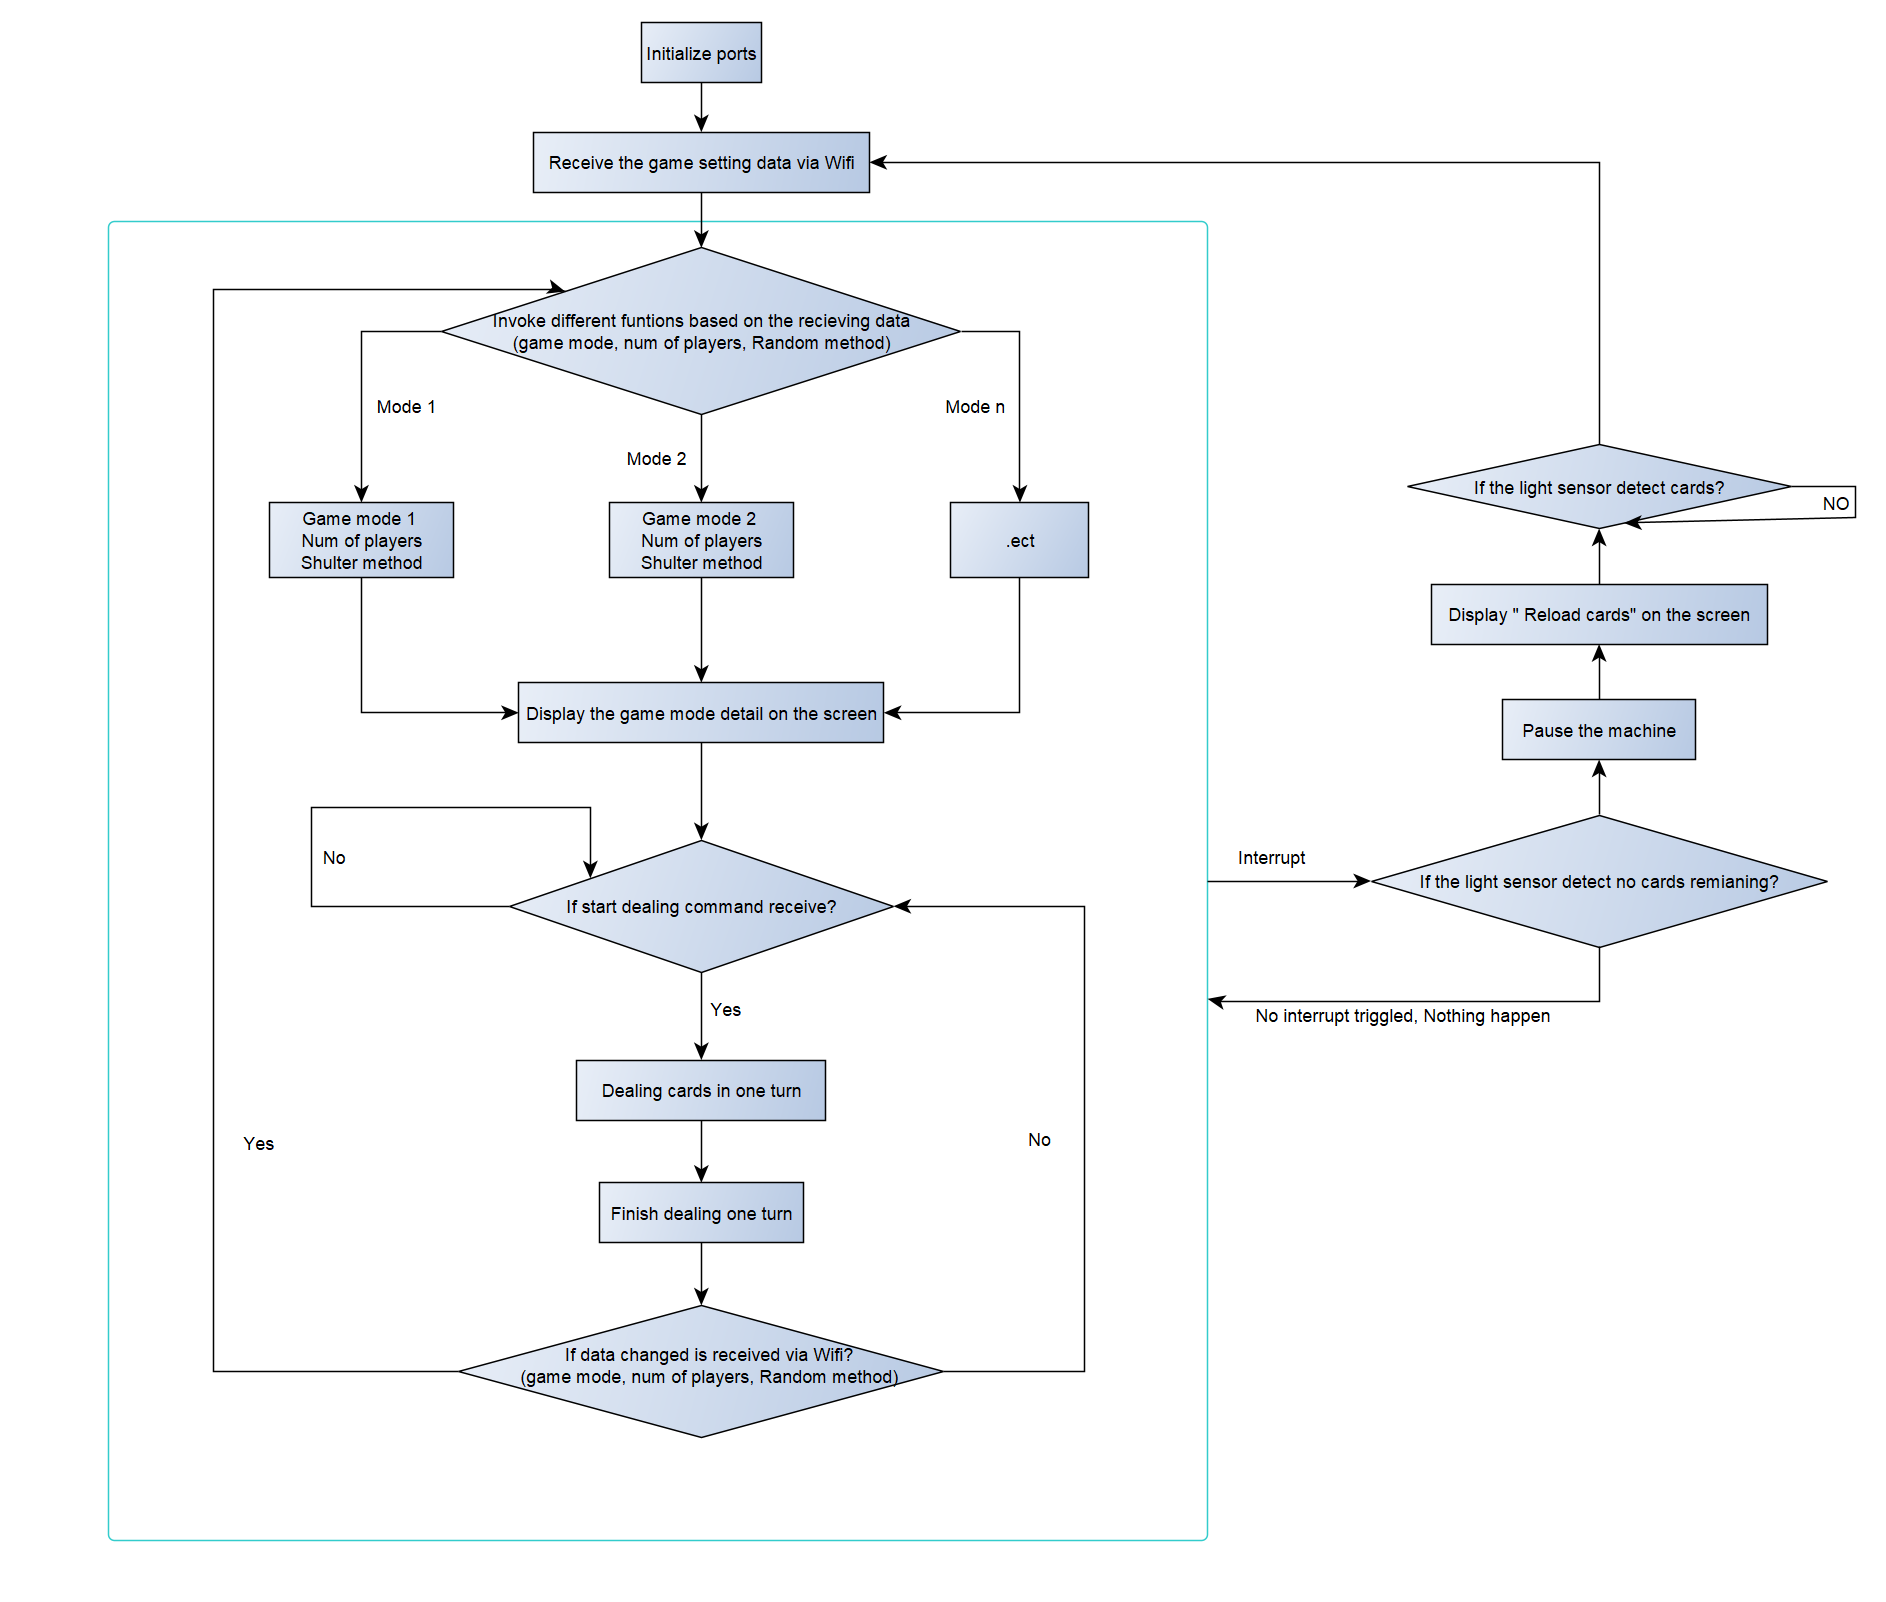 Initialize ports
Receive the game setting data via Wifi
Invoke different funtions based on the recieving data
(game mode, num of players, Random method)
Mode 1
Mode 2
Mode n
Game mode 1
Num of players
Shulter method
Game mode 2
Num of players
Shulter method
.ect
Display the game mode detail on the screen
No
If start dealing command receive?
Yes
Dealing cards in one turn
Finish dealing one turn
Yes
No
If data changed is received via Wifi?
(game mode, num of players, Random method)
If the light sensor detect cards?
NO
Display " Reload cards" on the screen
Pause the machine
Interrupt
If the light sensor detect no cards remianing?
No interrupt triggled, Nothing happen